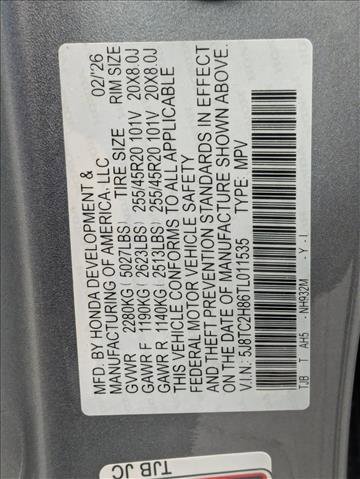 MFD. BY HONDA DEVELOPMENT & 02/'26
MANUFACTURING OF AMERICA, LLC
TIRE SIZE RIM SIZE
GVWR 2280KG (5027LBS)
GAWR F 1190KG (2623LBS) 255/45R20 101V 20X8.0J
GAWR R 1140KG (2513LBS) 255/45R20 101V 20X8.0J
THIS VEHICLE CONFORMS TO ALL APPLICABLE
FEDERAL MOTOR VEHICLE SAFETY
AND THEFT PREVENTION STANDARDS IN EFFECT
ON THE DATE OF MANUFACTURE SHOWN ABOVE.
V.I.N.: 5J8TC2H86TL011535 TYPE: MPV
TJB T AH5 - NH932M - Y - I
TJB JC